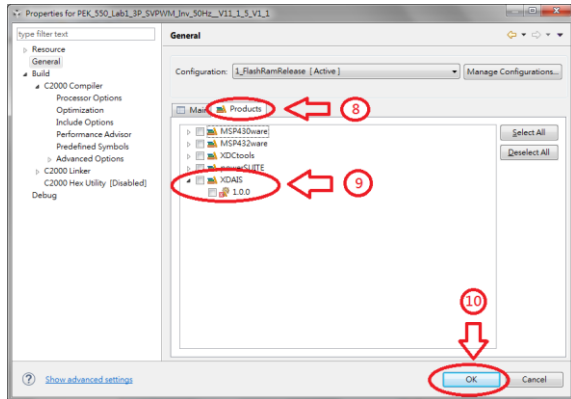 Properties for PEK_550_Lab1_3P_SVPWM_Inv_50Hz__V11_1_5_V1_1
type filter text
General
Resource
General
Build
C2000 Compiler
Processor Options
Optimization
Include Options
Performance Advisor
Predefined Symbols
Advanced Options
C2000 Linker
C2000 Hex Utility [Disabled]
Debug
Configuration: 1_FlashRamRelease [ Active ]
Manage Configurations...
Main
Products
8
MSP430ware
MSP432ware
XDCtools
powerSUITE
XDAIS
1.0.0
9
Select All
Deselect All
10
Show advanced settings
OK
Cancel